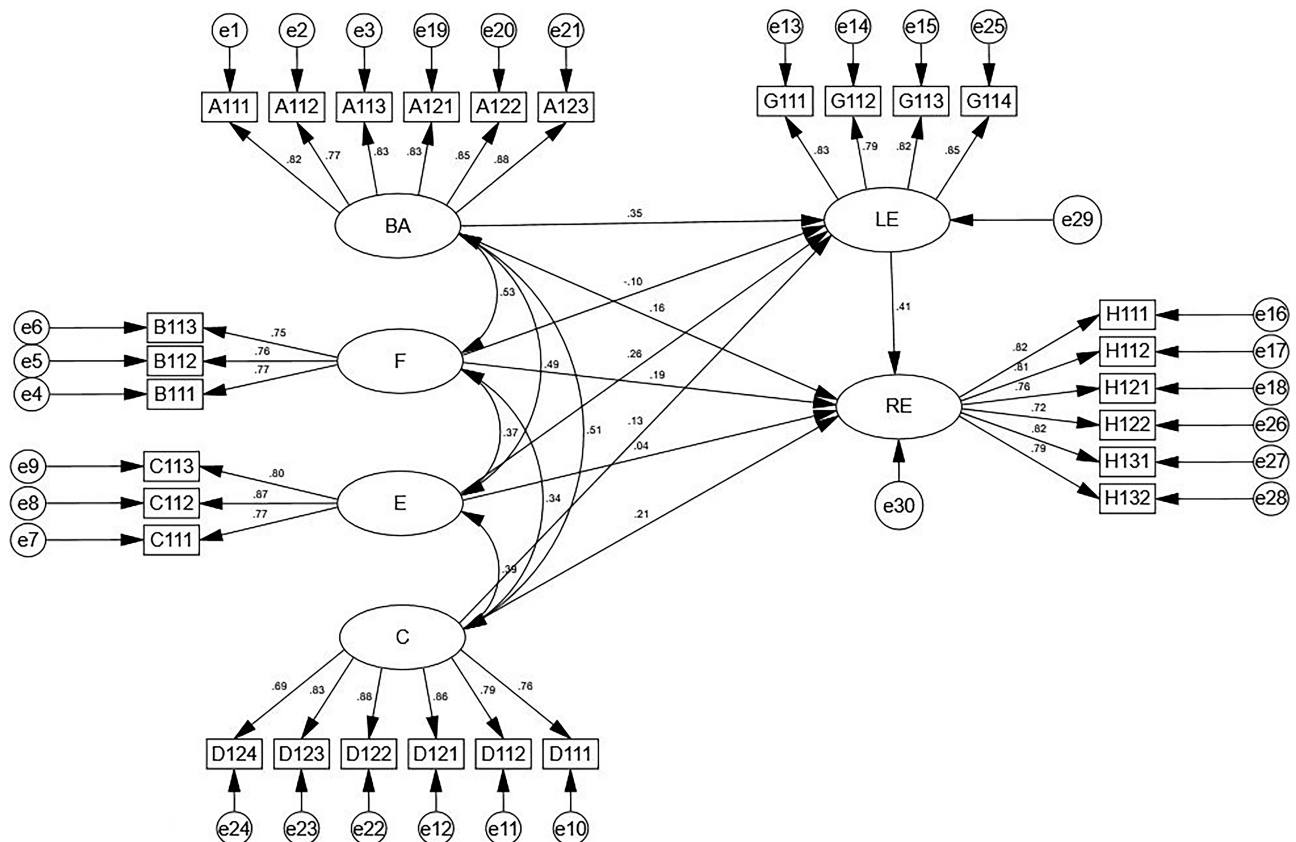 e1 e2 e3 e19 e20 e21 e13 e14 e15 e25
A111 A112 A113 A121 A122 A123 G111 G112 G113 G114
.82 .77 .83 .83 .85 .88 .83 .79 .82 .85
BA .35 LE e29
.53 -.10 .16 .41
e6 B113 .75
e5 B112 .76 F
e4 B111 .77
.49 .26 .19
RE
.82 H111 e16
.81 H112 e17
.76 H121 e18
.72 H122 e26
.82 H131 e27
.79 H132 e28
.37 .51 .13 .04
e9 C113 .80
e8 C112 .87 E
e7 C111 .77
.34 .21 e30
.39
C
.69 .83 .88 .86 .79 .76
D124 D123 D122 D121 D112 D111
e24 e23 e22 e12 e11 e10